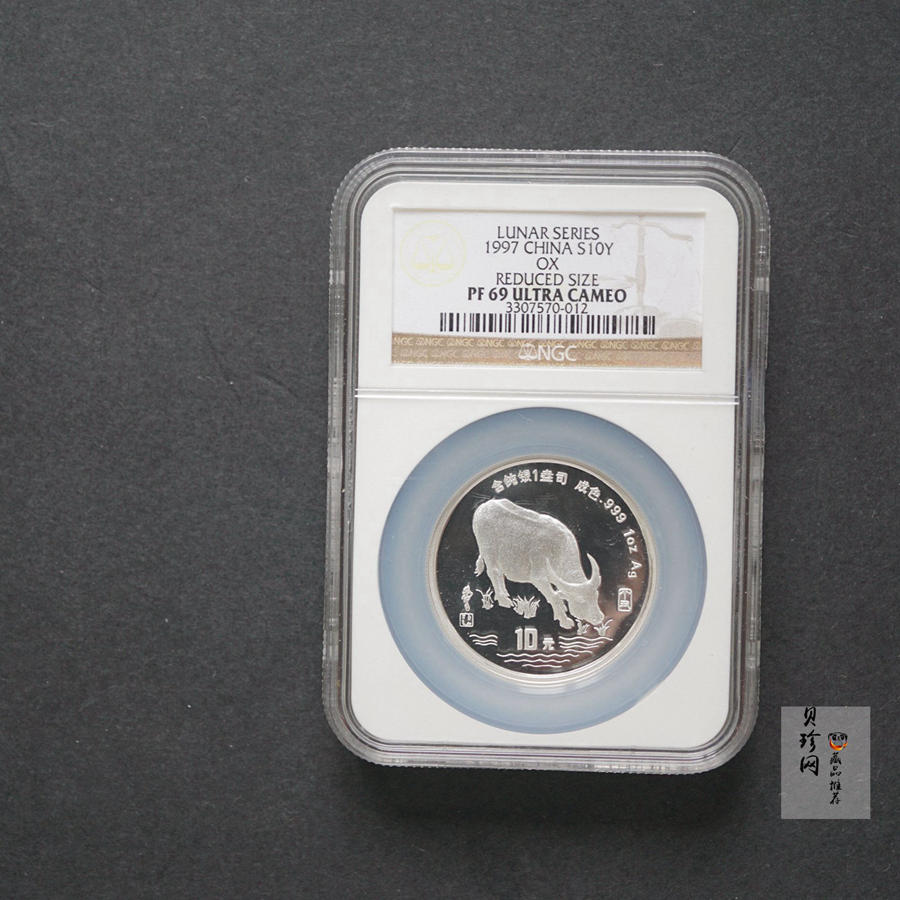 LUNAR SERIES
1997 CHINA S10Y
OX
REDUCED SIZE
PF 69 ULTRA CAMEO
3307570-012
NGC
含纯银1盎司 成色.999 1oz Ag
10元
贝珍网
藏品推荐